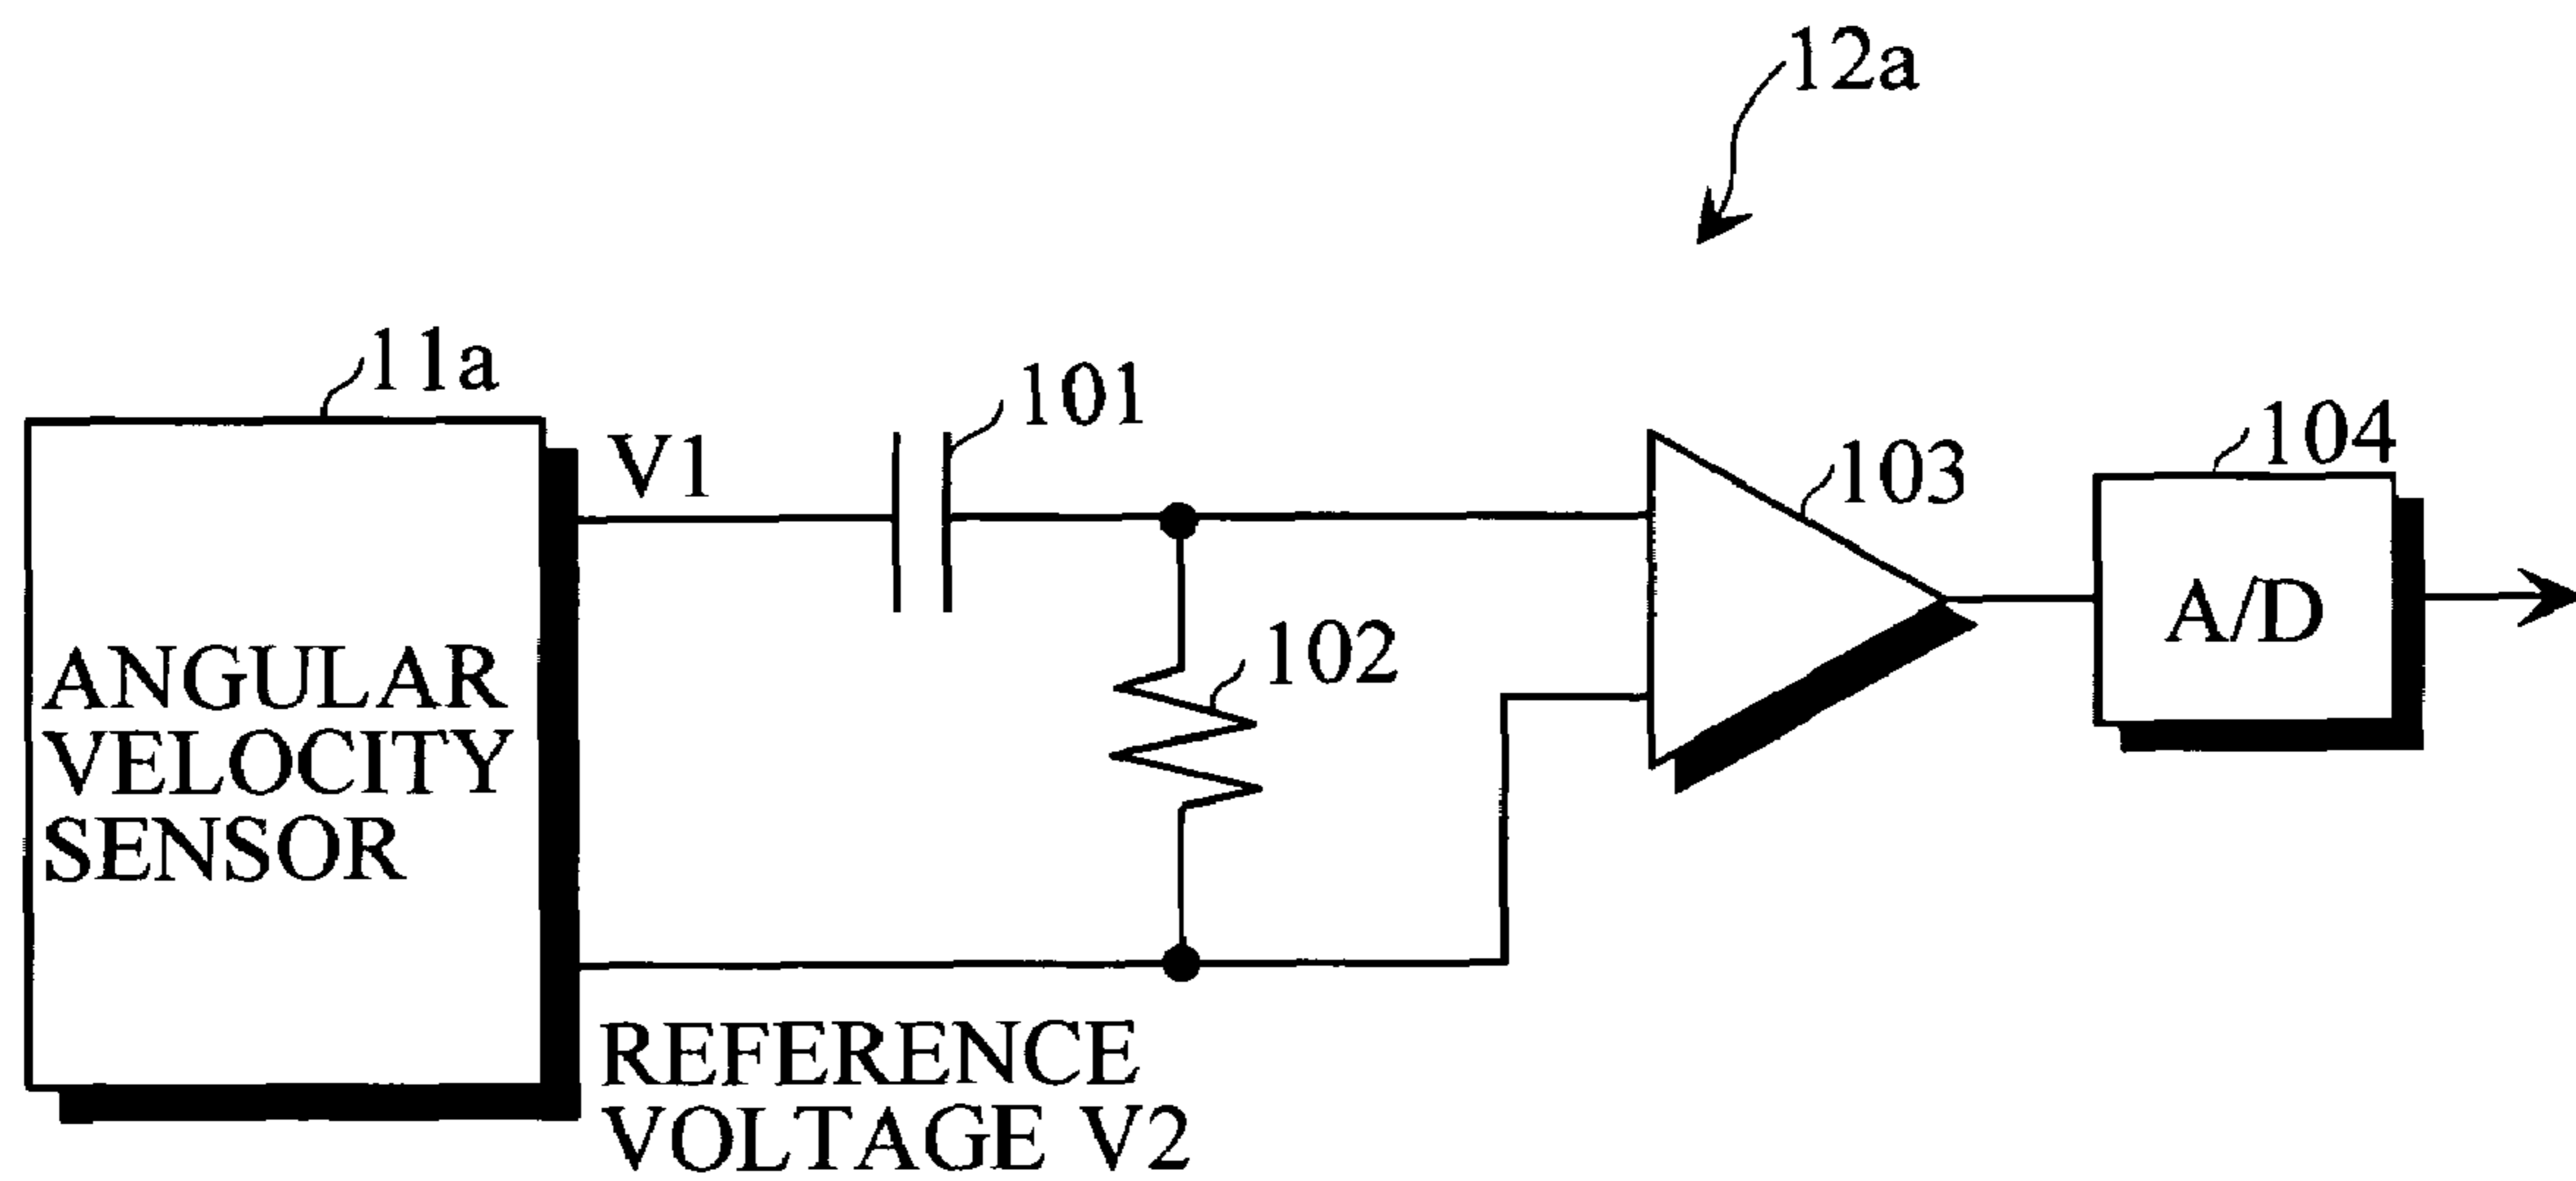 12a
11a
V1
101
103
104
A/D
102
ANGULAR
VELOCITY
SENSOR
REFERENCE
VOLTAGE V2